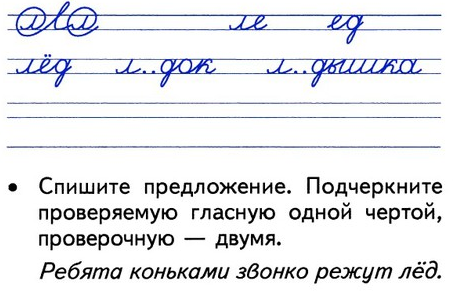 лвл ле ед
лёд л..док л..дышка
• Спишите предложение. Подчеркните
проверяемую гласную одной чертой,
проверочную — двумя.
Ребята коньками звонко режут лёд.